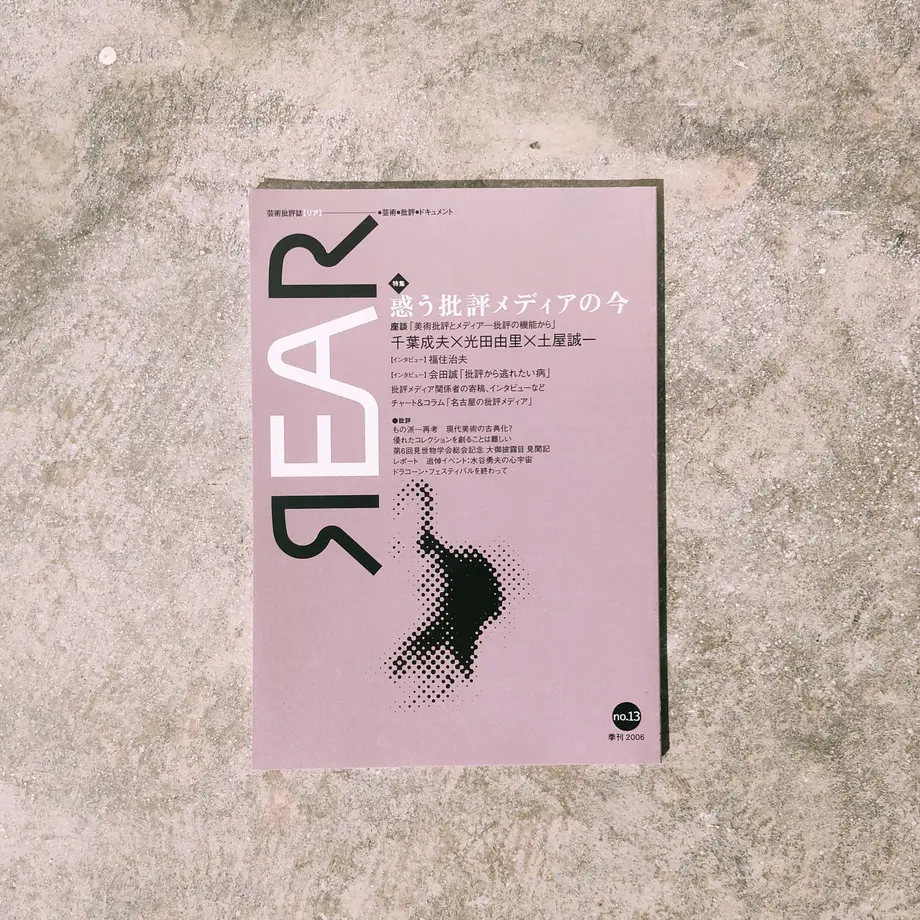 芸術批評誌【リア】――●芸術●批評●ドキュメント
REAR
特集
惑う批評メディアの今
座談「美術批評とメディア―批評の機能から」
千葉成夫×光田由里×土屋誠一
【インタビュー】福住治夫
【インタビュー】会田誠「批評から逃れたい病」
批評メディア関係者の寄稿、インタビューなど
チャート&コラム「名古屋の批評メディア」
●批評
もの派―再考 現代美術の古典化?
優れたコレクションを創ることは難しい
第6回見世物学会総会記念 大御披露目 見聞記
レポート 追悼イベント:水谷勇夫の心宇宙
ドラコーン・フェスティバルを終わって
no.13
季刊 2006